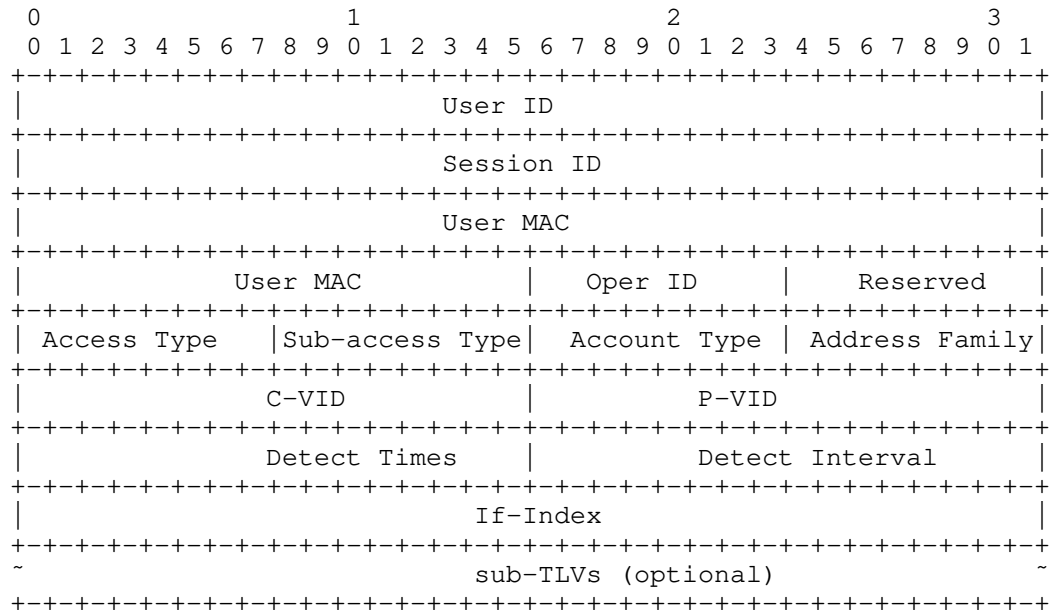 0                   1                   2                   3
 0 1 2 3 4 5 6 7 8 9 0 1 2 3 4 5 6 7 8 9 0 1 2 3 4 5 6 7 8 9 0 1
+-+-+-+-+-+-+-+-+-+-+-+-+-+-+-+-+-+-+-+-+-+-+-+-+-+-+-+-+-+-+-+-+
|                          User ID                              |
+-+-+-+-+-+-+-+-+-+-+-+-+-+-+-+-+-+-+-+-+-+-+-+-+-+-+-+-+-+-+-+-+
|                          Session ID                           |
+-+-+-+-+-+-+-+-+-+-+-+-+-+-+-+-+-+-+-+-+-+-+-+-+-+-+-+-+-+-+-+-+
|                          User MAC                             |
+-+-+-+-+-+-+-+-+-+-+-+-+-+-+-+-+-+-+-+-+-+-+-+-+-+-+-+-+-+-+-+-+
|             User MAC          |   Oper ID     |    Reserved   |
+-+-+-+-+-+-+-+-+-+-+-+-+-+-+-+-+-+-+-+-+-+-+-+-+-+-+-+-+-+-+-+-+
| Access Type   |Sub-access Type|  Account Type | Address Family|
+-+-+-+-+-+-+-+-+-+-+-+-+-+-+-+-+-+-+-+-+-+-+-+-+-+-+-+-+-+-+-+-+
|               C-VID           |          P-VID                |
+-+-+-+-+-+-+-+-+-+-+-+-+-+-+-+-+-+-+-+-+-+-+-+-+-+-+-+-+-+-+-+-+
|               Detect Times    |          Detect Interval      |
+-+-+-+-+-+-+-+-+-+-+-+-+-+-+-+-+-+-+-+-+-+-+-+-+-+-+-+-+-+-+-+-+
|                            If-Index                           |
+-+-+-+-+-+-+-+-+-+-+-+-+-+-+-+-+-+-+-+-+-+-+-+-+-+-+-+-+-+-+-+-+
~                            sub-TLVs (optional)                ~
+-+-+-+-+-+-+-+-+-+-+-+-+-+-+-+-+-+-+-+-+-+-+-+-+-+-+-+-+-+-+-+-+